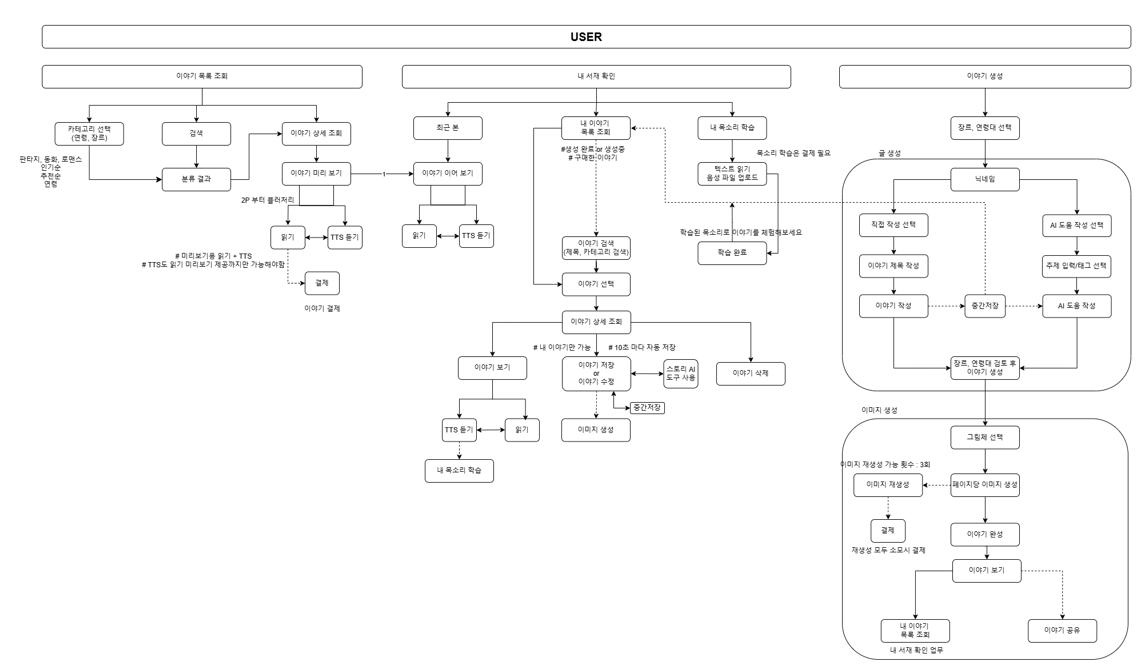 USER
이야기 목록 조회
카테고리 선택
(연령, 장르)
검색
이야기 상세 조회
판타지, 동화, 로맨스
인기순
추천순
연령
분류 결과
이야기 미리 보기
1
2P 부터 블러처리
읽기
TTS 듣기
# 미리보기용 읽기 + TTS
# TTS도 읽기 미리보기 제공까지만 가능해야함
결제
이야기 결제
내 서재 확인
최근 본
이야기 이어 보기
읽기
TTS 듣기
내 이야기
목록 조회
#생성 완료 or 생성중
# 구매한 이야기
이야기 검색
(제목, 카테고리 검색)
이야기 선택
이야기 상세 조회
# 내 이야기만 가능
# 10초 마다 자동 저장
이야기 보기
TTS 듣기
읽기
내 목소리 학습
이야기 저장
or
이야기 수정
스토리 AI
도구 사용
중간저장
이미지 생성
이야기 삭제
내 목소리 학습
목소리 학습은 결제 필요
텍스트 읽기
음성 파일 업로드
학습된 목소리로 이야기를 체험해보세요
학습 완료
이야기 생성
장르, 연령대 선택
글 생성
닉네임
직접 작성 선택
AI 도움 작성 선택
이야기 제목 작성
주제 입력/태그 선택
이야기 작성
중간저장
AI 도움 작성
장르, 연령대 검토 후
이야기 생성
이미지 생성
그림체 선택
이미지 재생성 가능 횟수 : 3회
이미지 재생성
페이지당 이미지 생성
결제
재생성 모두 소모시 결제
이야기 완성
이야기 보기
내 이야기
목록 조회
내 서재 확인 업무
이야기 공유